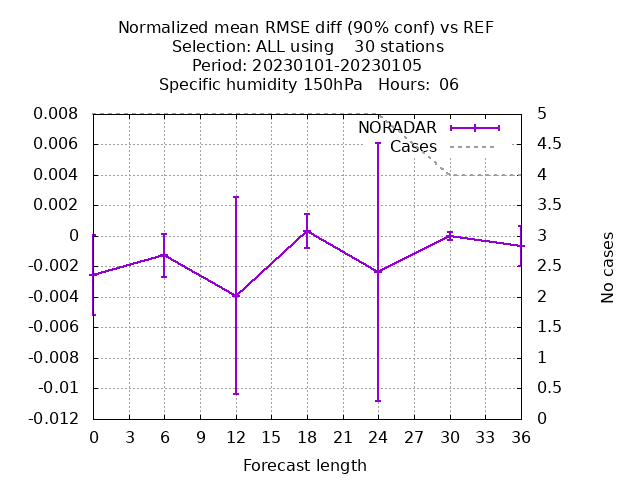 Normalized mean RMSE diff (90% conf) vs REF
Selection: ALL using    30 stations
Period: 20230101-20230105
Specific humidity 150hPa   Hours:  06
0.008
0.006
0.004
0.002
0
-0.002
-0.004
-0.006
-0.008
-0.01
-0.012
NORADAR
Cases
5
4.5
4
3.5
3
2.5
2
1.5
1
0.5
0
No cases
0 3 6 9 12 15 18 21 24 27 30 33 36
Forecast length